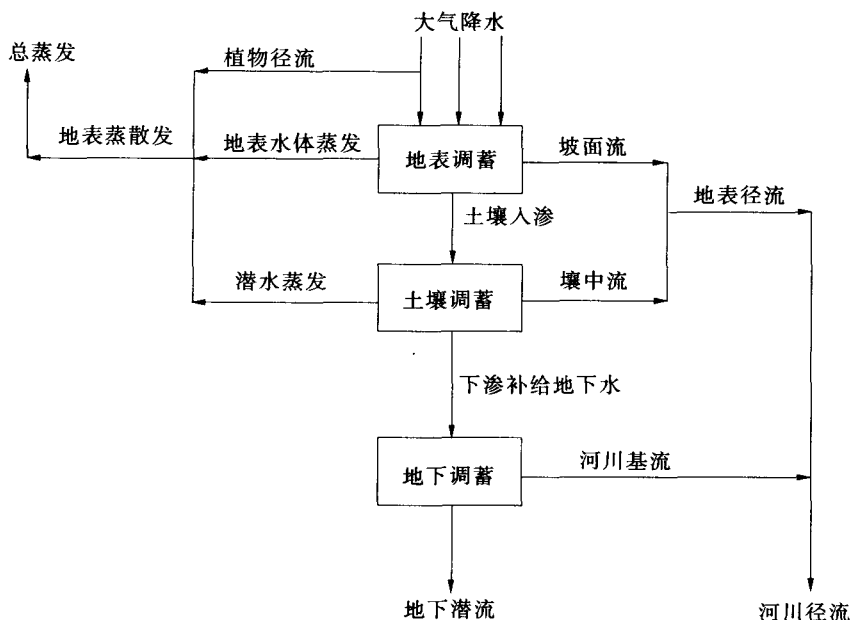 大气降水
总蒸发
植物径流
地表蒸散发
地表水体蒸发
地表调蓄
坡面流
地表径流
土壤入渗
潜水蒸发
土壤调蓄
壤中流
下渗补给地下水
地下调蓄
河川基流
地下潜流
河川径流